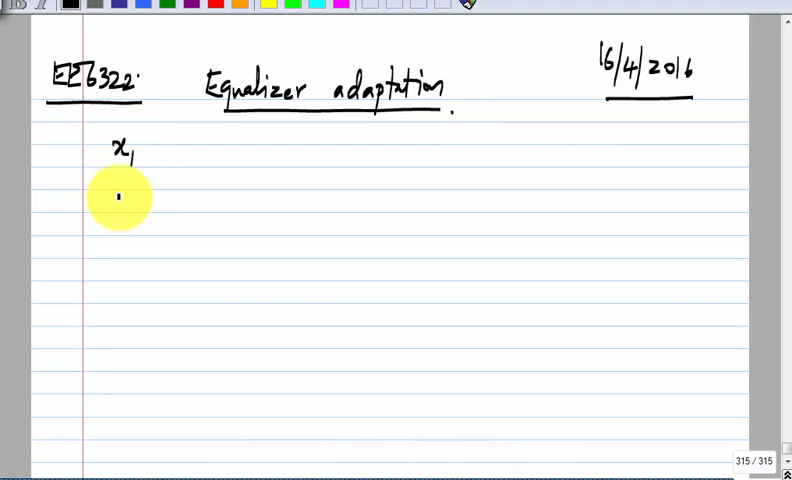 EE6322. Equalizer adaptation. 16/4/2016
x₁
315 / 315